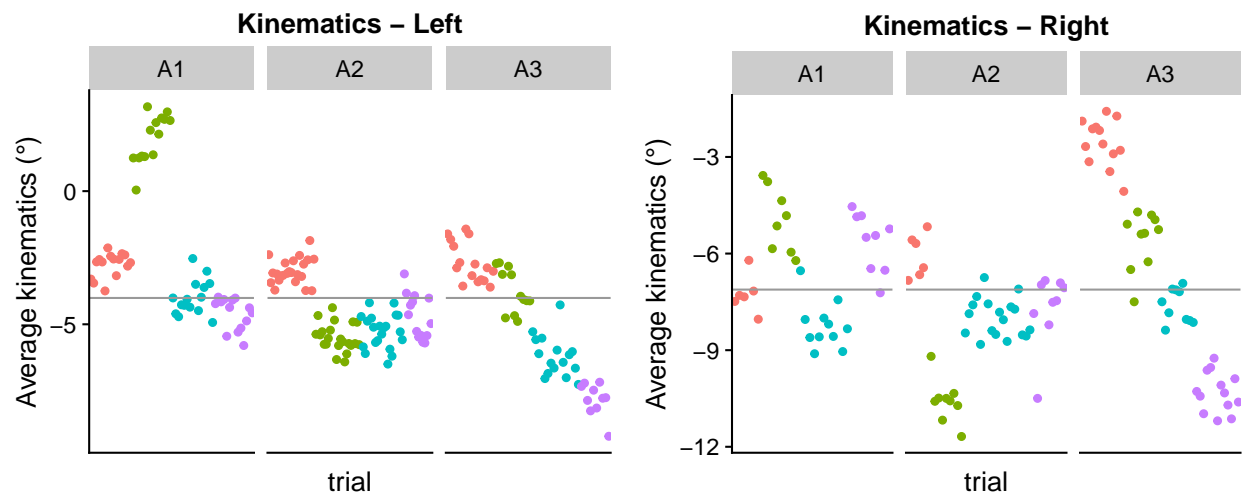 Kinematics – Left
A1 A2 A3
Average kinematics (°)
0
−5
trial
Kinematics – Right
A1 A2 A3
Average kinematics (°)
−3
−6
−9
−12
trial